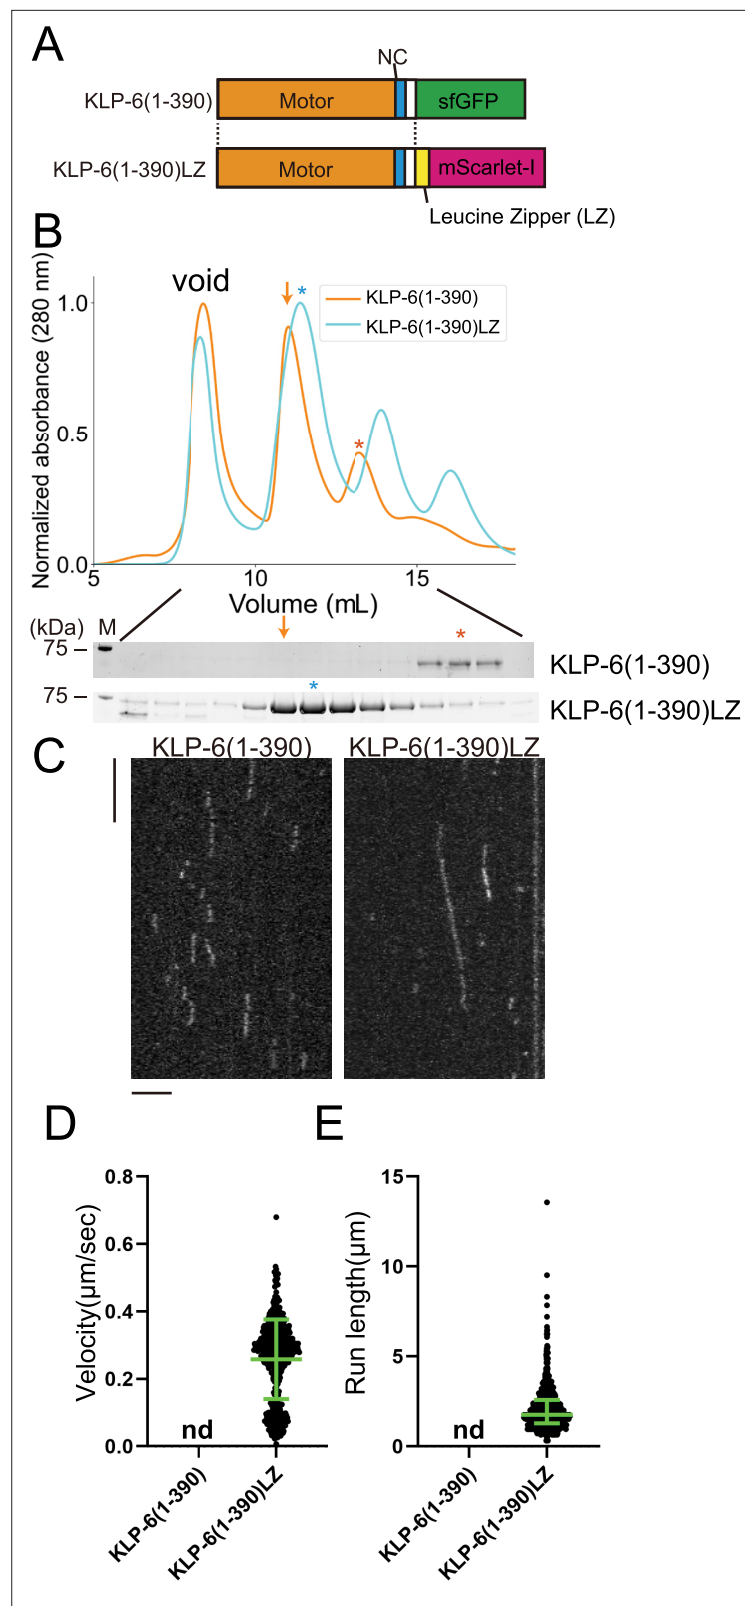 A
NC
KLP-6(1-390)
Motor
sfGFP
KLP-6(1-390)LZ
Motor
mScarlet-I
Leucine Zipper (LZ)
B
void
*
KLP-6(1-390)
KLP-6(1-390)LZ
*
Normalized absorbance (280 nm)
1.0
0.5
0.0
5
10
15
Volume (mL)
(kDa)
M
*
75
KLP-6(1-390)
75
*
KLP-6(1-390)LZ
C
KLP-6(1-390)
KLP-6(1-390)LZ
D
Velocity(μm/sec)
0.8
0.6
0.4
0.2
0.0
nd
KLP-6(1-390)
KLP-6(1-390)LZ
E
Run length(μm)
15
10
5
0
nd
KLP-6(1-390)
KLP-6(1-390)LZ